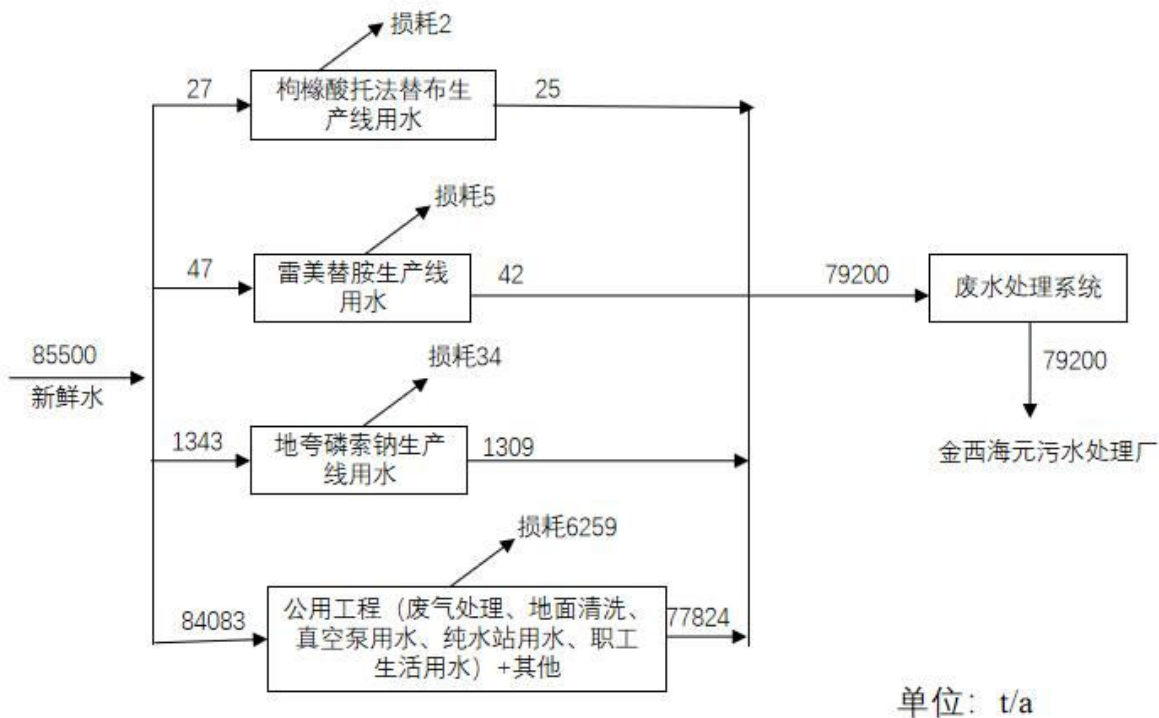 损耗2
27
枸橼酸托法替布生
产线用水
25
损耗5
47
雷美替胺生产线
用水
42
79200
废水处理系统
85500
新鲜水
损耗34
79200
1343
地夸磷索钠生产
线用水
1309
金西海元污水处理厂
损耗6259
84083
公用工程（废气处理、地面清洗、
真空泵用水、纯水站用水、职工
生活用水）+其他
77824
单位：t/a